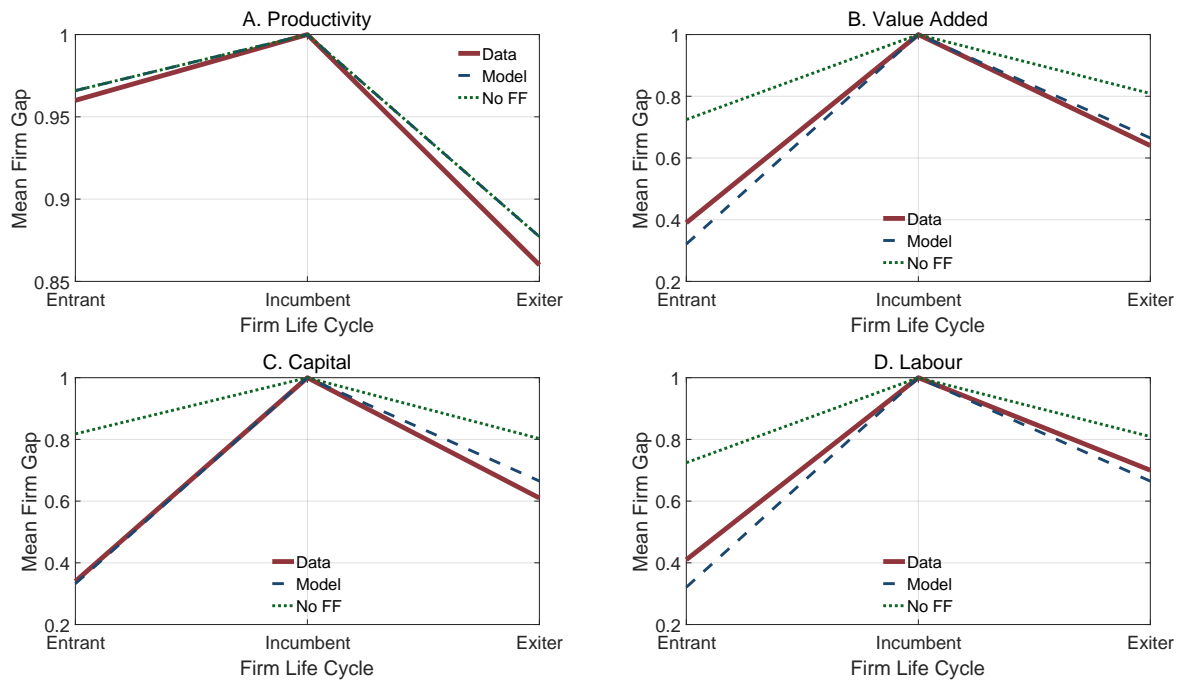 A. Productivity
1
0.95
0.9
0.85
Mean Firm Gap
Data
Model
No FF
Entrant
Incumbent
Exiter
Firm Life Cycle
B. Value Added
1
0.8
0.6
0.4
0.2
Mean Firm Gap
Data
Model
No FF
Entrant
Incumbent
Exiter
Firm Life Cycle
C. Capital
1
0.8
0.6
0.4
0.2
Mean Firm Gap
Data
Model
No FF
Entrant
Incumbent
Exiter
Firm Life Cycle
D. Labour
1
0.8
0.6
0.4
0.2
Mean Firm Gap
Data
Model
No FF
Entrant
Incumbent
Exiter
Firm Life Cycle